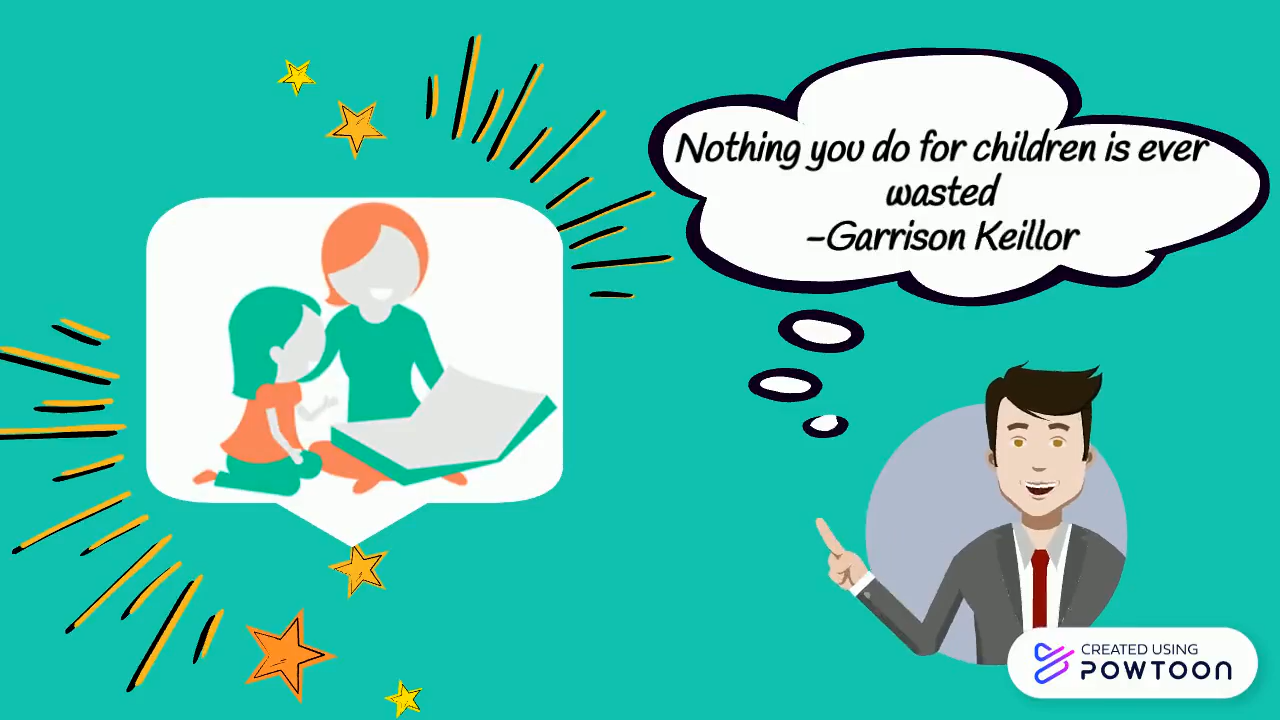 Nothing you do for children is ever
wasted
–Garrison Keillor
CREATED USING
POWTOON